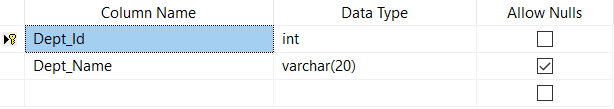 Column Name Data Type Allow Nulls
Dept_Id int
Dept_Name varchar(20)